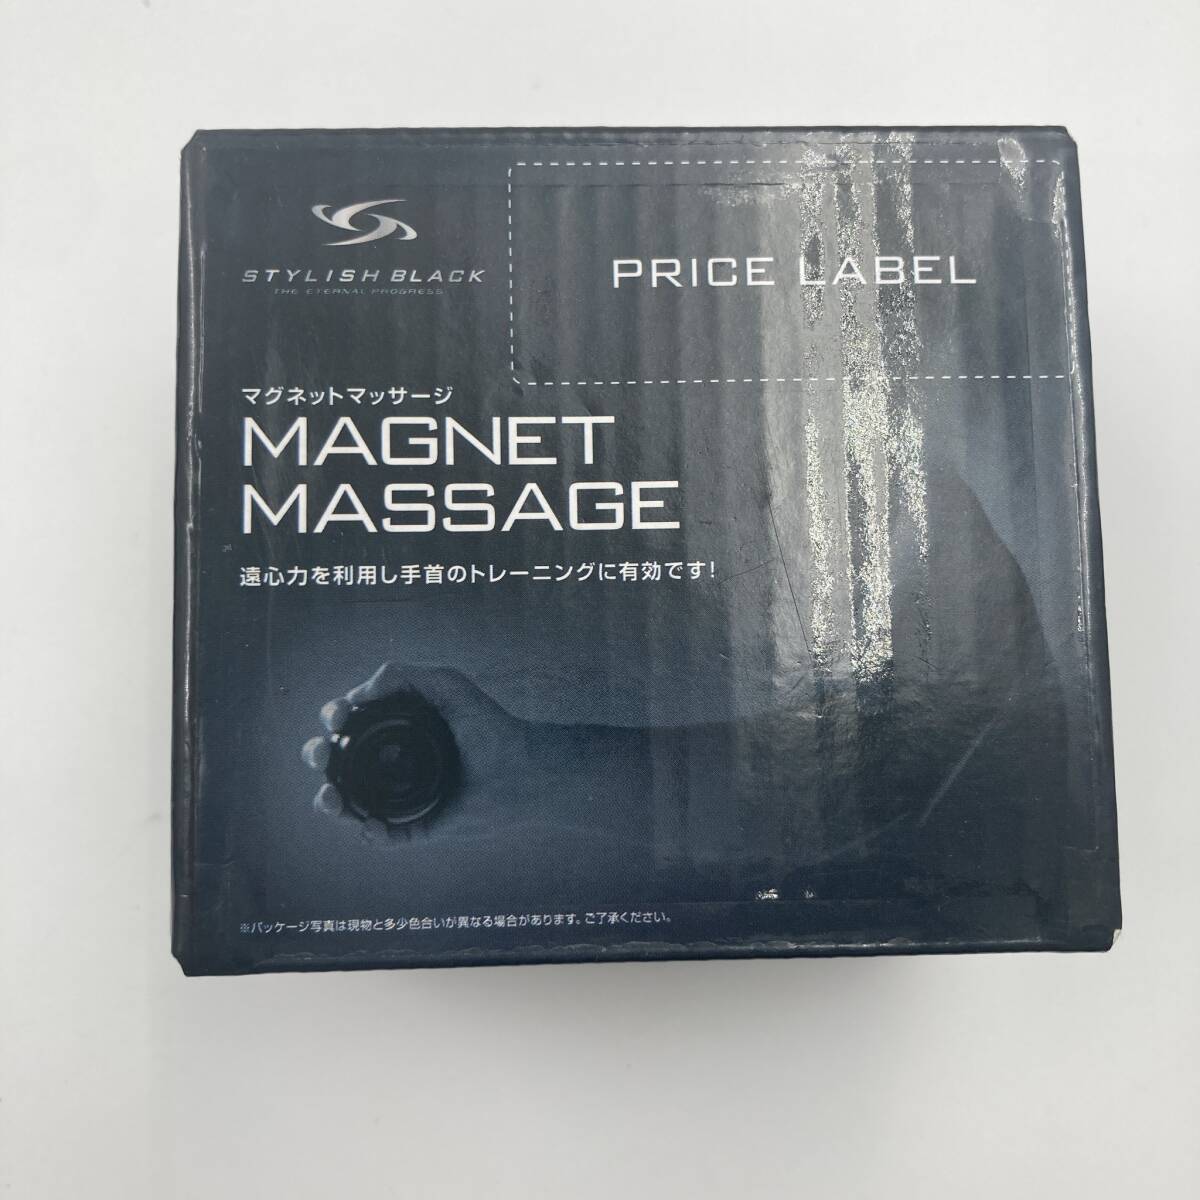 STYLISH BLACK
THE ETERNAL PROGRESS
PRICE LABEL
マグネットマッサージ
MAGNET
MASSAGE
遠心力を利用し手首のトレーニングに有効です!
※パッケージ写真は現物と多少色合いが異なる場合があります。ご了承ください。